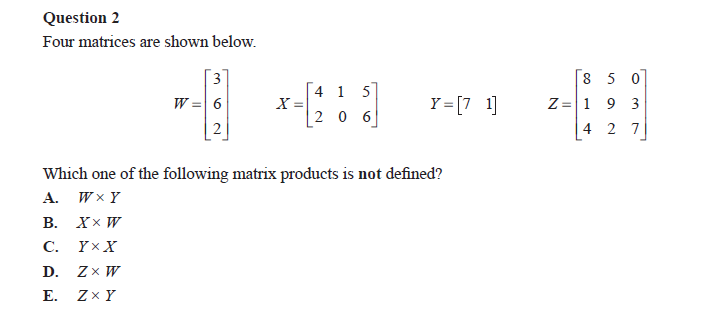 Question 2
Four matrices are shown below.
W = [3 6 2] X = [4 1 5 2 0 6] Y = [7 1] Z = [8 5 0 1 9 3 4 2 7]
Which one of the following matrix products is not defined?
A. W × Y
B. X × W
C. Y × X
D. Z × W
E. Z × Y